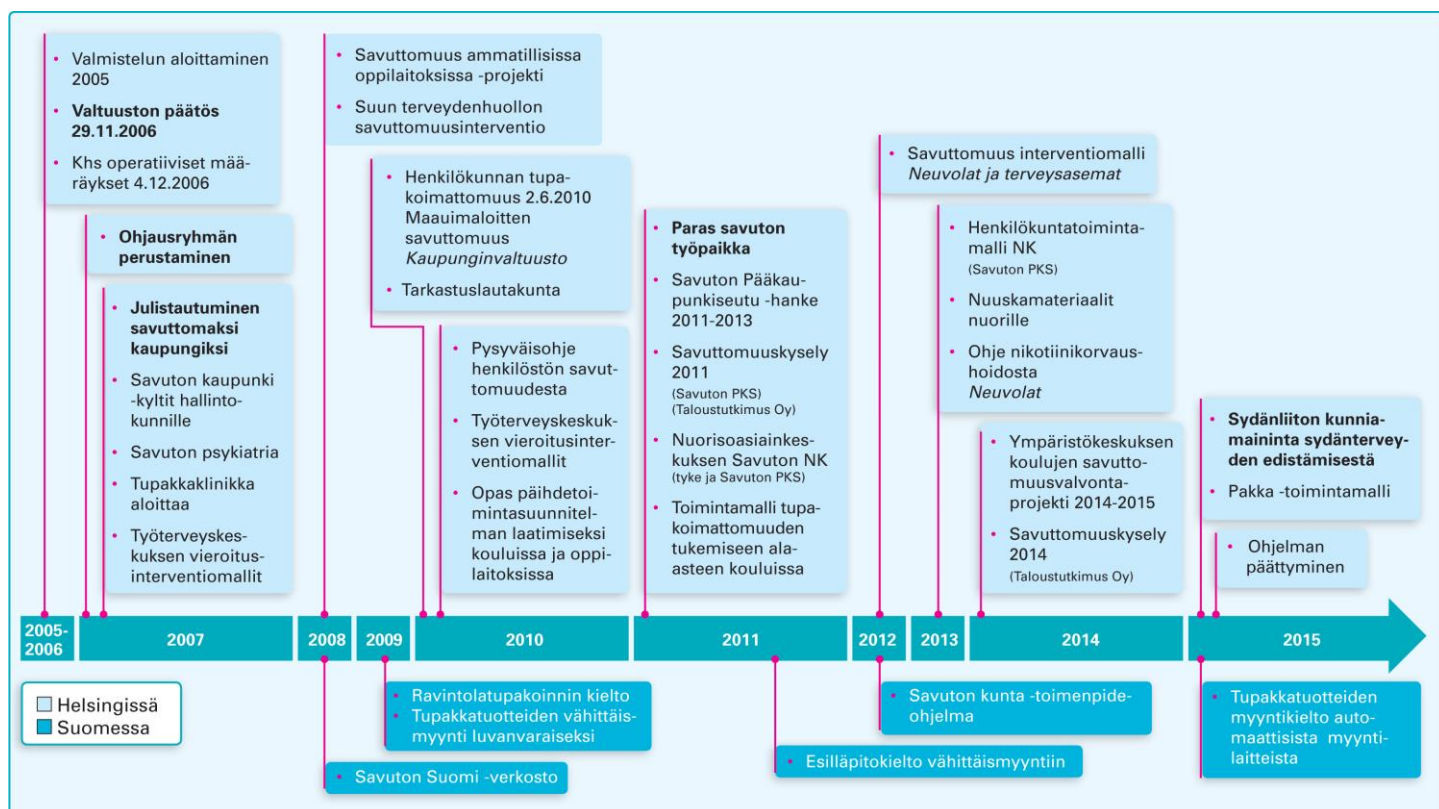 • Valmistelun aloittaminen
2005
• Valtuuston päätös
29.11.2006
• Khs operatiiviset mää-
räykset 4.12.2006
• Ohjausryhmän
perustaminen
• Julistautuminen
savuttomaksi
kaupungiksi
• Savuton kaupunki
-kyltit hallinto-
kunnille
• Savuton psykiatria
• Tupakkaklinikka
aloittaa
• Työterveyskes-
kuksen vieroitus-
interventiomallit
• Savuttomuus ammatillisissa
oppilaitoksissa -projekti
• Suun terveydenhuollon
savuttomuusinterventio
• Henkilökunnan tupa-
koimattomuus 2.6.2010
Maauimaloitten
savuttomuus
Kaupunginvaltuusto
• Tarkastuslautakunta
• Pysyväisohje
henkilöstön savut-
tomuudesta
• Työterveyskeskuk-
sen vieroitusinter-
ventiomallit
• Opas päihdetoi-
mintasuunnitel-
man laatimiseksi
kouluissa ja oppi-
laitoksissa
• Paras savuton
työpaikka
• Savuton Pääkau-
punkiseutu -hanke
2011-2013
• Savuttomuuskysely
2011
(Savuton PKS)
(Taloustutkimus Oy)
• Nuorisoasiainkes-
kuksen Savuton NK
(tyke ja Savuton PKS)
• Toimintamalli tupa-
koimattomuuden
tukemiseen ala-
asteen kouluissa
• Savuttomuus interventiomalli
Neuvolat ja terveysasemat
• Henkilökuntatoiminta-
malli NK
(Savuton PKS)
• Nuuskamateriaalit
nuorille
• Ohje nikotiinikorvaus-
hoidosta
Neuvolat
• Ympäristökeskuksen
koulujen savutto-
muusvalvonta-
projekti 2014-2015
• Savuttomuuskysely
2014
(Taloustutkimus Oy)
• Sydänliiton kunnia-
maininta sydäntervey-
den edistämisestä
• Pakka -toimintamalli
• Ohjelman
päättyminen
2005-
2006
2007
2008
2009
2010
2011
2012
2013
2014
2015
Helsingissä
Suomessa
• Savuton Suomi -verkosto
• Ravintolatupakoinnin kielto
• Tupakkatuotteiden vähittäis-
myynti luvanvaraiseksi
• Esilläpitokielto vähittäismyyntiin
• Savuton kunta -toimenpide-
ohjelma
• Tupakkatuotteiden
myyntikielto auto-
maattisista myynti-
laitteista